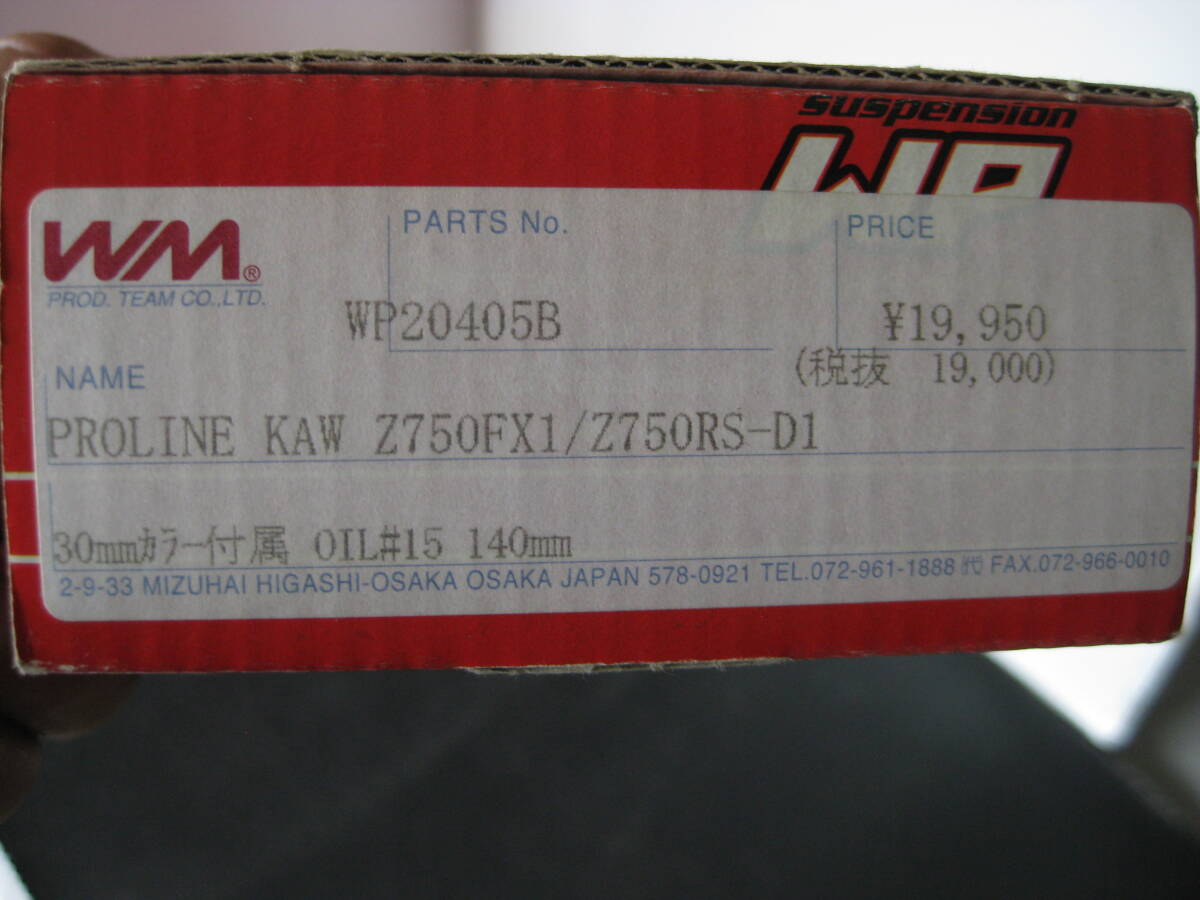 suspension
WP
WM®
PROD. TEAM CO.,LTD.
PARTS No.
WP20405B
PRICE
¥19,950
(税抜 19,000)
NAME
PROLINE KAW Z750FX1/Z750RS-D1
30mmｶﾗｰ付属 OIL#15 140mm
2-9-33 MIZUHAI HIGASHI-OSAKA OSAKA JAPAN 578-0921 TEL.072-961-1888 ㈹ FAX.072-966-0010